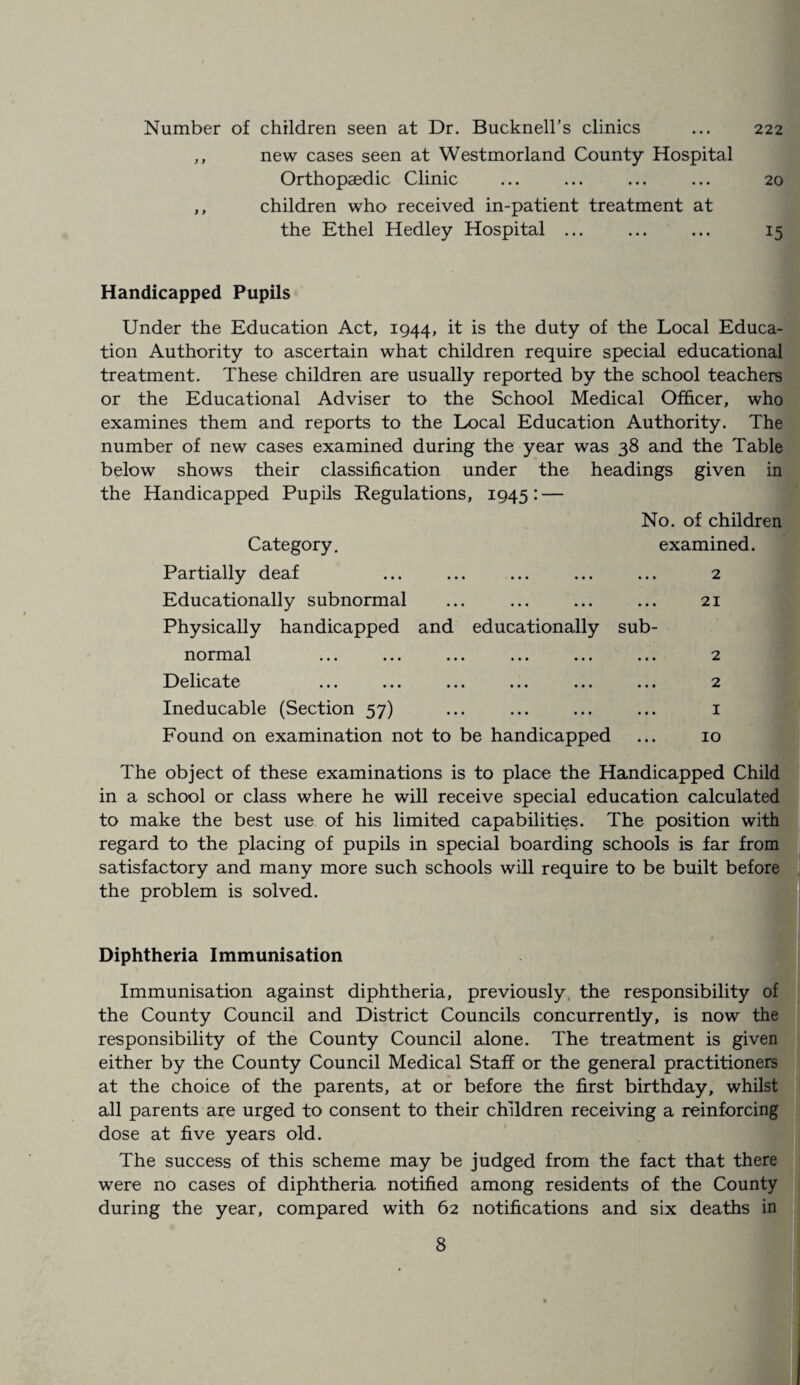 Number of children seen at Dr. Bucknell's clinics ... 222
,, new cases seen at Westmorland County Hospital
Orthopædic Clinic ... ... ... ... 20
,, children who received in-patient treatment at
the Ethel Hedley Hospital ... ... ... 15
Handicapped Pupils
Under the Education Act, 1944, it is the duty of the Local Educa-
tion Authority to ascertain what children require special educational
treatment. These children are usually reported by the school teachers
or the Educational Adviser to the School Medical Officer, who
examines them and reports to the Local Education Authority. The
number of new cases examined during the year was 38 and the Table
below shows their classification under the headings given in
the Handicapped Pupils Regulations, 1945:—
No. of children
Category. examined.
Partially deaf ... ... ... ... ... 2
Educationally subnormal ... ... ... ... 21
Physically handicapped and educationally sub-
normal ... ... ... ... ... ... 2
Delicate ... ... ... ... ... ... 2
Ineducable (Section 57) ... ... ... ... 1
Found on examination not to be handicapped ... 10
The object of these examinations is to place the Handicapped Child
in a school or class where he will receive special education calculated
to make the best use of his limited capabilities. The position with
regard to the placing of pupils in special boarding schools is far from
satisfactory and many more such schools will require to be built before
the problem is solved.
Diphtheria Immunisation
Immunisation against diphtheria, previously the responsibility of
the County Council and District Councils concurrently, is now the
responsibility of the County Council alone. The treatment is given
either by the County Council Medical Staff or the general practitioners
at the choice of the parents, at or before the first birthday, whilst
all parents are urged to consent to their children receiving a reinforcing
dose at five years old.
The success of this scheme may be judged from the fact that there
were no cases of diphtheria notified among residents of the County
during the year, compared with 62 notifications and six deaths in
8